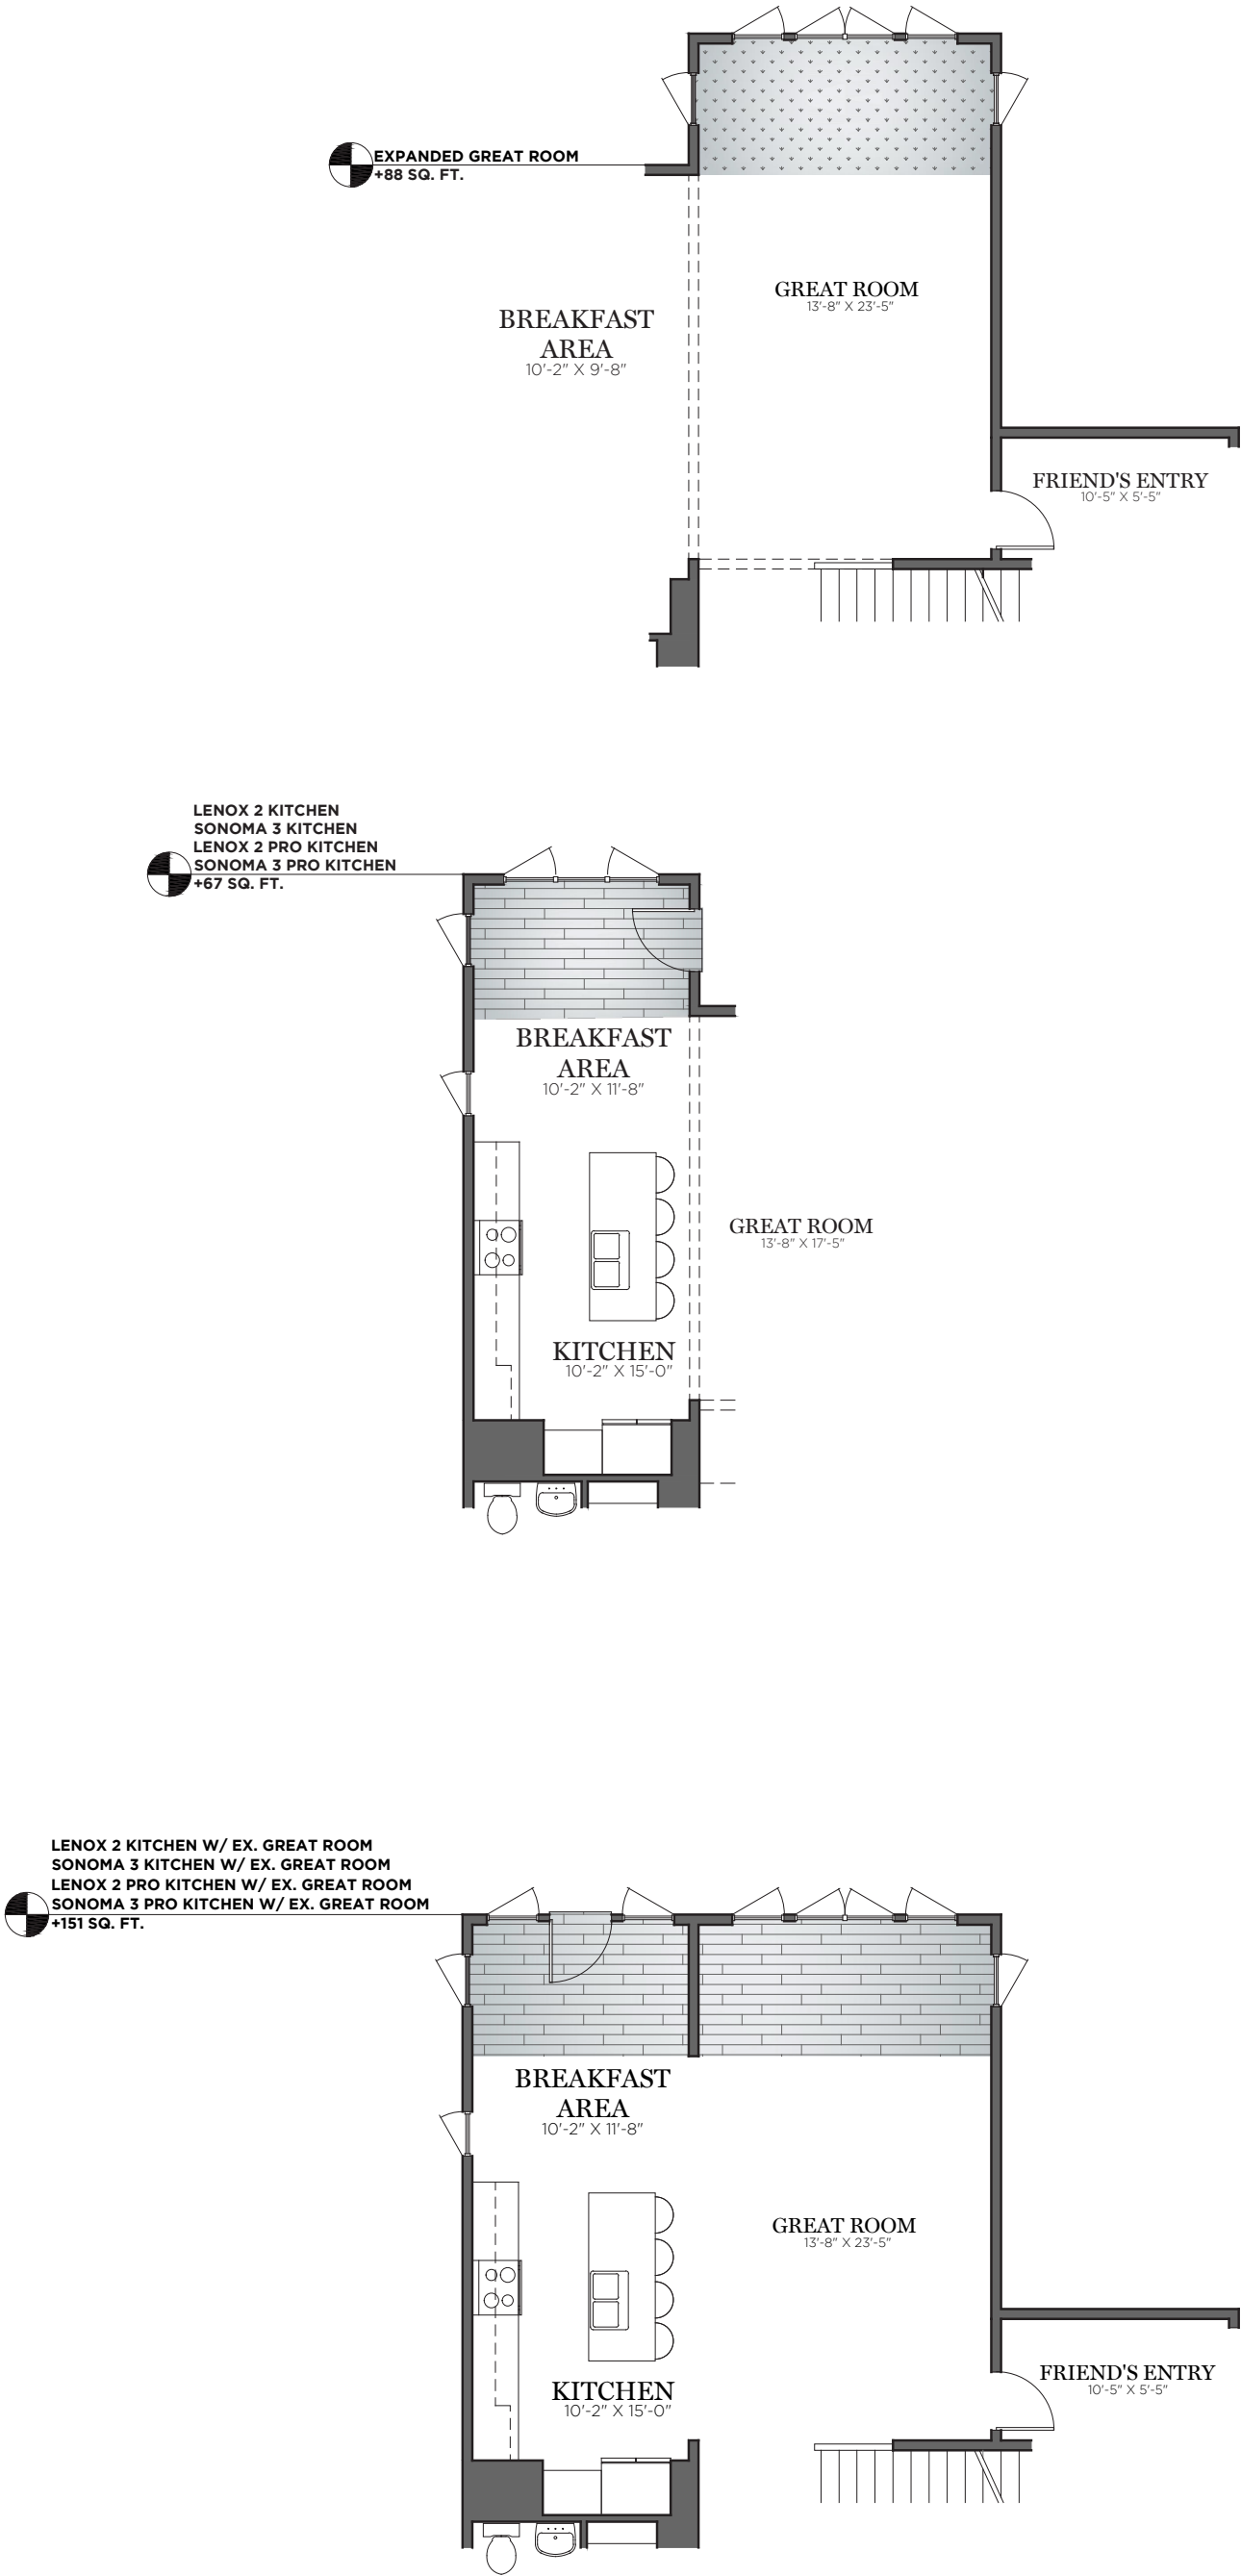 EXPANDED GREAT ROOM
+88 SQ. FT.
GREAT ROOM
13'-8" X 23'-5"
BREAKFAST
AREA
10'-2" X 9'-8"
FRIEND'S ENTRY
10'-5" X 5'-5"
LENOX 2 KITCHEN
SONOMA 3 KITCHEN
LENOX 2 PRO KITCHEN
SONOMA 3 PRO KITCHEN
+67 SQ. FT.
BREAKFAST
AREA
10'-2" X 11'-8"
GREAT ROOM
13'-8" X 17'-5"
KITCHEN
10'-2" X 15'-0"
LENOX 2 KITCHEN W/ EX. GREAT ROOM
SONOMA 3 KITCHEN W/ EX. GREAT ROOM
LENOX 2 PRO KITCHEN W/ EX. GREAT ROOM
SONOMA 3 PRO KITCHEN W/ EX. GREAT ROOM
+151 SQ. FT.
BREAKFAST
AREA
10'-2" X 11'-8"
GREAT ROOM
13'-8" X 23'-5"
FRIEND'S ENTRY
10'-5" X 5'-5"
KITCHEN
10'-2" X 15'-0"